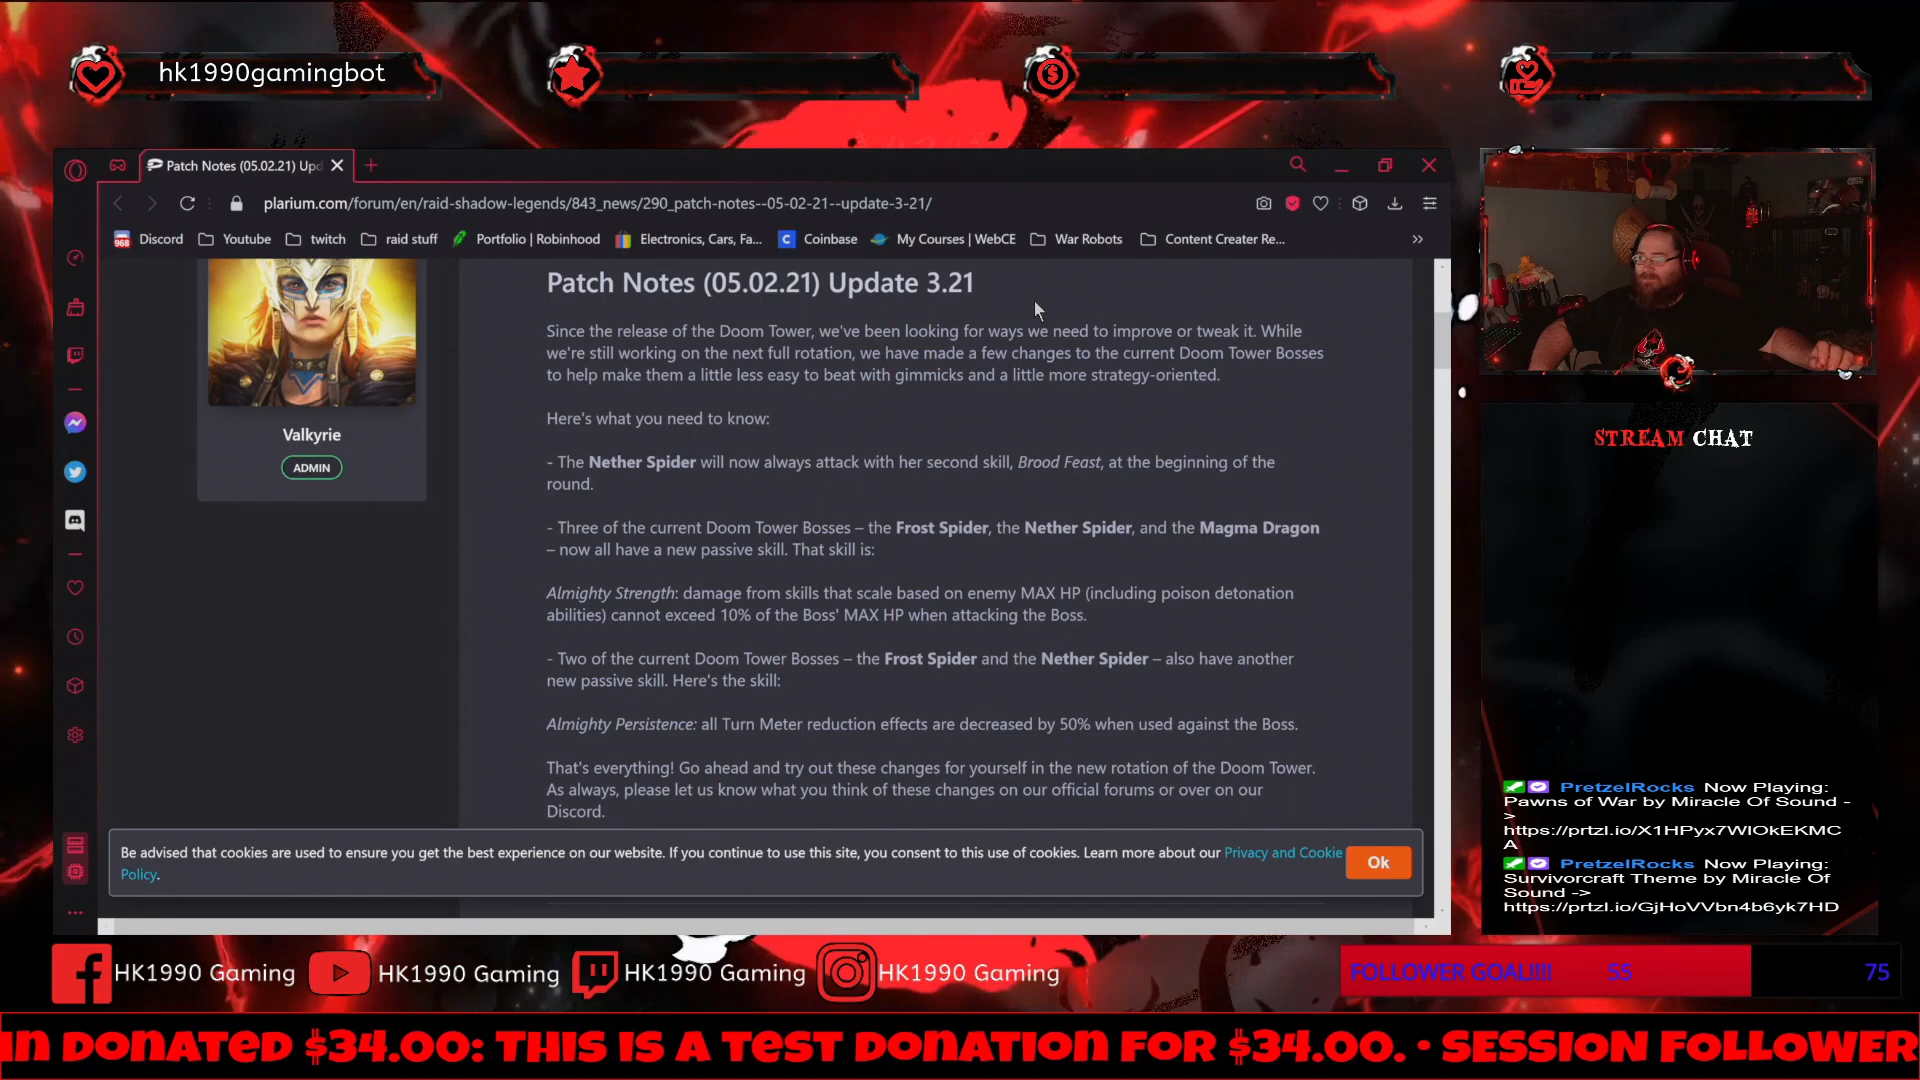 hk1990gamingbot
Patch Notes (05.02.21) Upd
plarium.com/forum/en/raid-shadow-legends/843_news/290_patch-notes--05-02-21--update-3-21/
968 Discord Youtube twitch raid stuff Portfolio | Robinhood Electronics, Cars, Fa... Coinbase My Courses | WebCE War Robots Content Creater Re... »
Patch Notes (05.02.21) Update 3.21
Since the release of the Doom Tower, we've been looking for ways we need to improve or tweak it. While
we're still working on the next full rotation, we have made a few changes to the current Doom Tower Bosses
to help make them a little less easy to beat with gimmicks and a little more strategy-oriented.
Valkyrie
ADMIN
Here's what you need to know:
- The Nether Spider will now always attack with her second skill, Brood Feast, at the beginning of the
round.
- Three of the current Doom Tower Bosses – the Frost Spider, the Nether Spider, and the Magma Dragon
– now all have a new passive skill. That skill is:
Almighty Strength: damage from skills that scale based on enemy MAX HP (including poison detonation
abilities) cannot exceed 10% of the Boss' MAX HP when attacking the Boss.
- Two of the current Doom Tower Bosses – the Frost Spider and the Nether Spider – also have another
new passive skill. Here's the skill:
Almighty Persistence: all Turn Meter reduction effects are decreased by 50% when used against the Boss.
That's everything! Go ahead and try out these changes for yourself in the new rotation of the Doom Tower.
As always, please let us know what you think of these changes on our official forums or over on our
Discord.
Be advised that cookies are used to ensure you get the best experience on our website. If you continue to use this site, you consent to this use of cookies. Learn more about our Privacy and Cookie
Policy.
Ok
STREAM CHAT
PretzelRocks Now Playing:
Pawns of War by Miracle Of Sound -
>
https://prtzl.io/X1HPyx7WlOkEKMC
A
PretzelRocks Now Playing:
Survivorcraft Theme by Miracle Of
Sound ->
https://prtzl.io/GjHoVVbn4b6yk7HD
HK1990 Gaming HK1990 Gaming HK1990 Gaming HK1990 Gaming
FOLLOWER GOAL!!!! 55 75
in DONATED $34.00: THIS IS A TEST DONATION FOR $34.00. • SESSION FOLLOWER